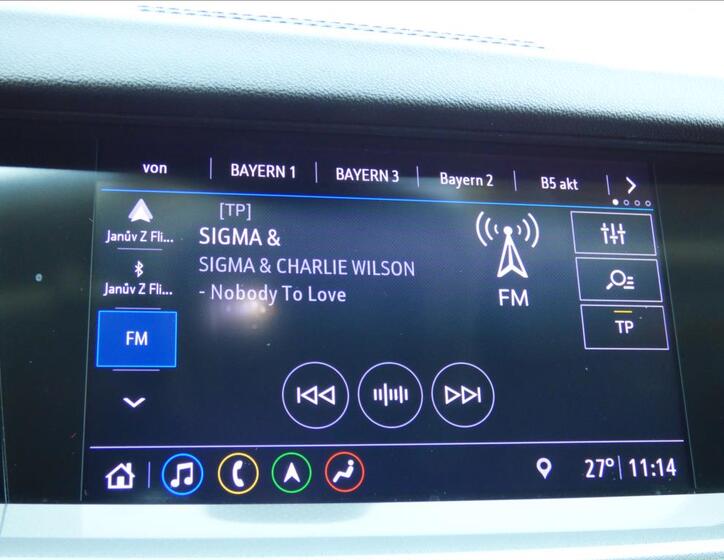 von BAYERN 1 BAYERN 3 Bayern 2 B5 akt
[TP]
Janův Z Fli...
SIGMA &
SIGMA & CHARLIE WILSON
- Nobody To Love
Janův Z Fli...
FM
TP
FM
27° 11:14